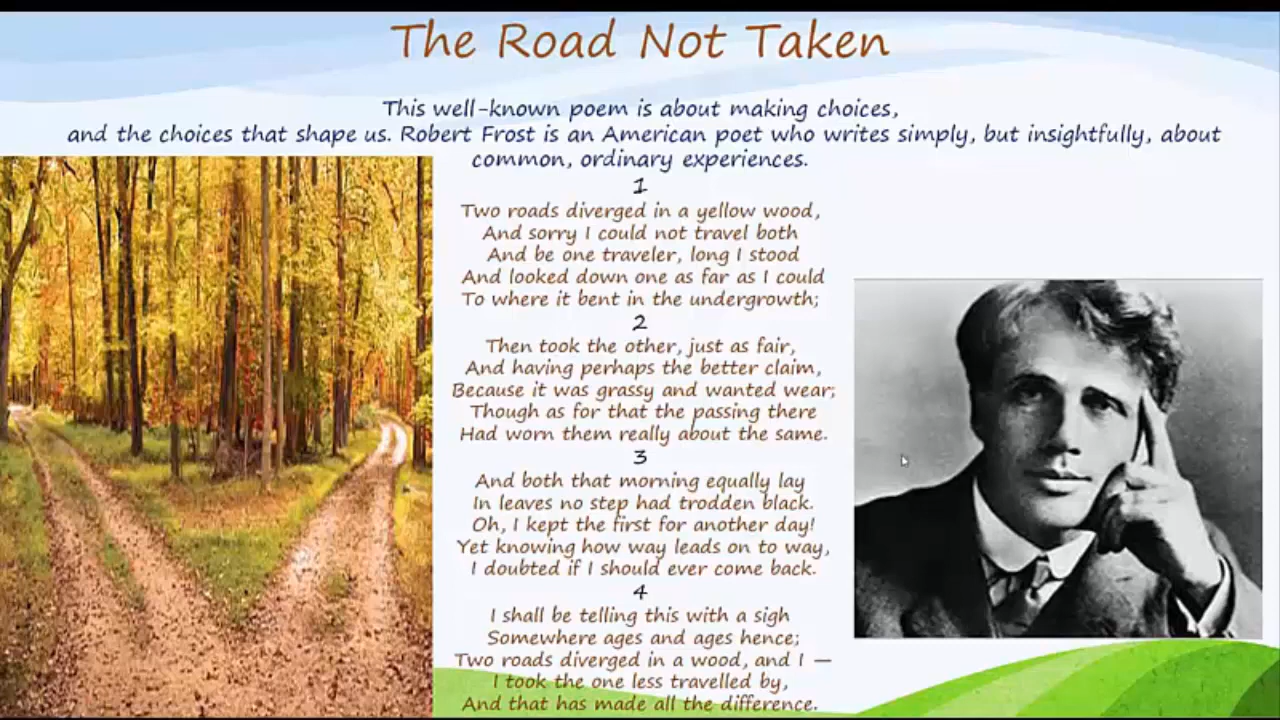 The Road Not Taken
This well-known poem is about making choices,
and the choices that shape us. Robert Frost is an American poet who writes simply, but insightfully, about
common, ordinary experiences.
1
Two roads diverged in a yellow wood,
And sorry I could not travel both
And be one traveler, long I stood
And looked down one as far as I could
To where it bent in the undergrowth;
2
Then took the other, just as fair,
And having perhaps the better claim,
Because it was grassy and wanted wear;
Though as for that the passing there
Had worn them really about the same.
3
And both that morning equally lay
In leaves no step had trodden black.
Oh, I kept the first for another day!
Yet knowing how way leads on to way,
I doubted if I should ever come back.
4
I shall be telling this with a sigh
Somewhere ages and ages hence;
Two roads diverged in a wood, and I —
I took the one less travelled by,
And that has made all the difference.